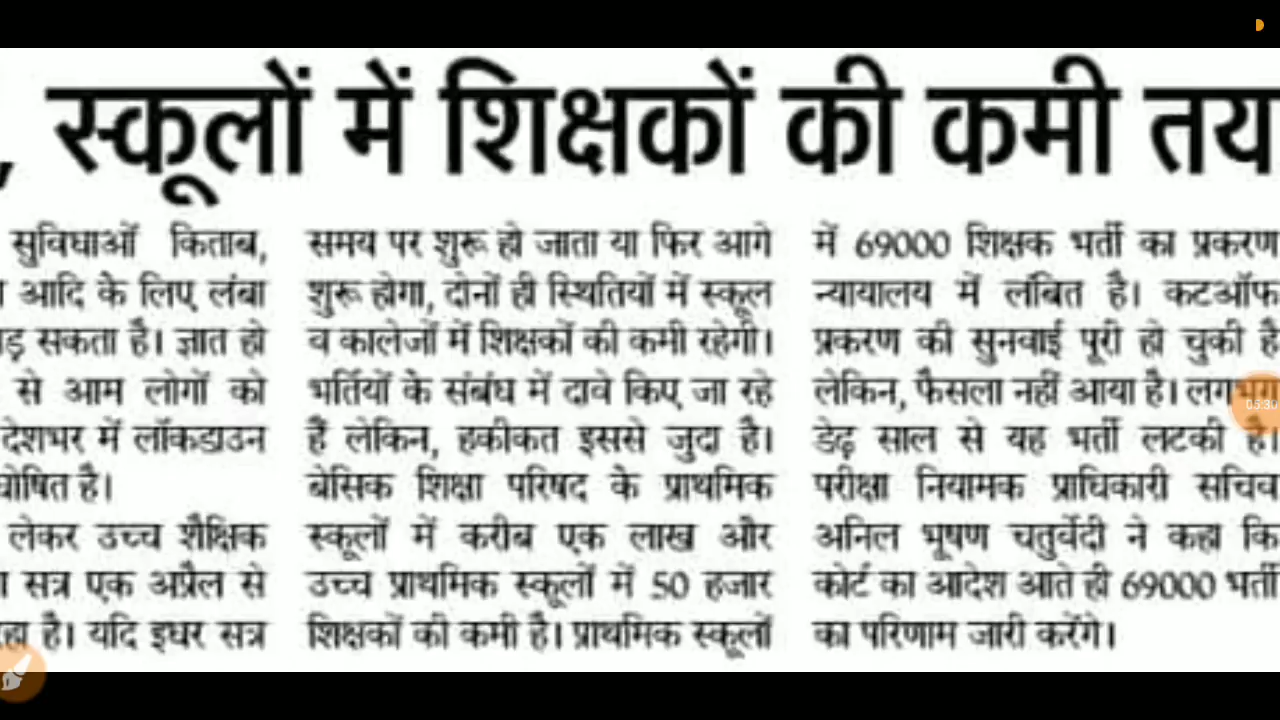 , स्कूलों में शिक्षकों की कमी तय
सुविधाओं किताब,
आदि के लिए लंबा
सकता है। ज्ञात हो
से आम लोगों को
देशभर में लॉकडाउन
है।
लेकर उच्च शैक्षिक
सत्र एक अप्रैल से
है। यदि इधर सत्र
समय पर शुरू हो जाता या फिर आगे
शुरू होगा, दोनों ही स्थितियों में स्कूल
व कालेजों में शिक्षकों की कमी रहेगी।
भर्तियों के संबंध में दावे किए जा रहे
हैं लेकिन, हकीकत इससे जुदा है।
बेसिक शिक्षा परिषद के प्राथमिक
स्कूलों में करीब एक लाख और
उच्च प्राथमिक स्कूलों में 50 हजार
शिक्षकों की कमी है। प्राथमिक स्कूलों
में 69000 शिक्षक भर्ती का प्रकरण
न्यायालय में लंबित है। कटऑफ
प्रकरण की सुनवाई पूरी हो चुकी है
लेकिन, फैसला नहीं आया है। लगभग
डेढ़ साल से यह भर्ती लटकी है।
परीक्षा नियामक प्राधिकारी सचिव
अनिल भूषण चतुर्वेदी ने कहा कि
कोर्ट का आदेश आते ही 69000 भर्ती
का परिणाम जारी करेंगे।
05:30